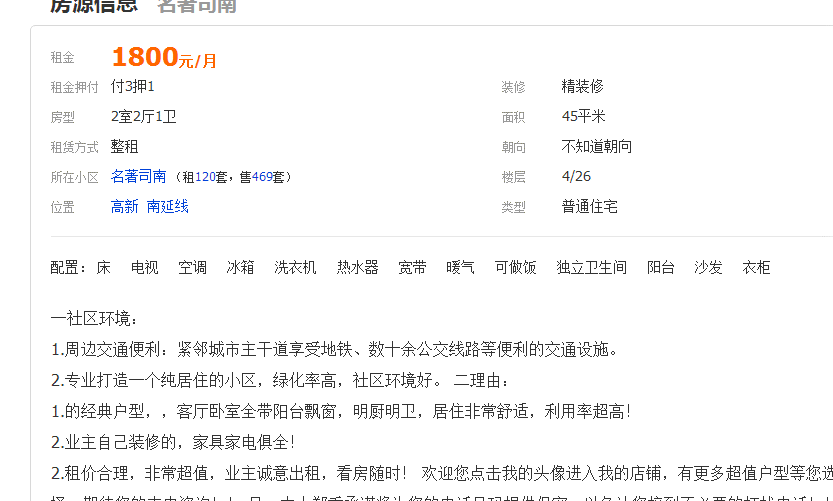 房源信息 名著司南
租金 1800元/月
租金押付 付3押1 装修 精装修
房型 2室2厅1卫 面积 45平米
租赁方式 整租 朝向 不知道朝向
所在小区 名著司南 (租120套,售469套) 楼层 4/26
位置 高新 南延线 类型 普通住宅
配置: 床 电视 空调 冰箱 洗衣机 热水器 宽带 暖气 可做饭 独立卫生间 阳台 沙发 衣柜
一社区环境:
1.周边交通便利: 紧邻城市主干道享受地铁、数十余公交线路等便利的交通设施。
2.专业打造一个纯居住的小区, 绿化率高, 社区环境好。 二理由:
1.的经典户型, , 客厅卧室全带阳台飘窗, 明厨明卫, 居住非常舒适, 利用率超高!
2.业主自己装修的, 家具家电俱全!
2.租价合理, 非常超值, 业主诚意出租, 看房随时! 欢迎您点击我的头像进入我的店铺, 有更多超值户型等您选